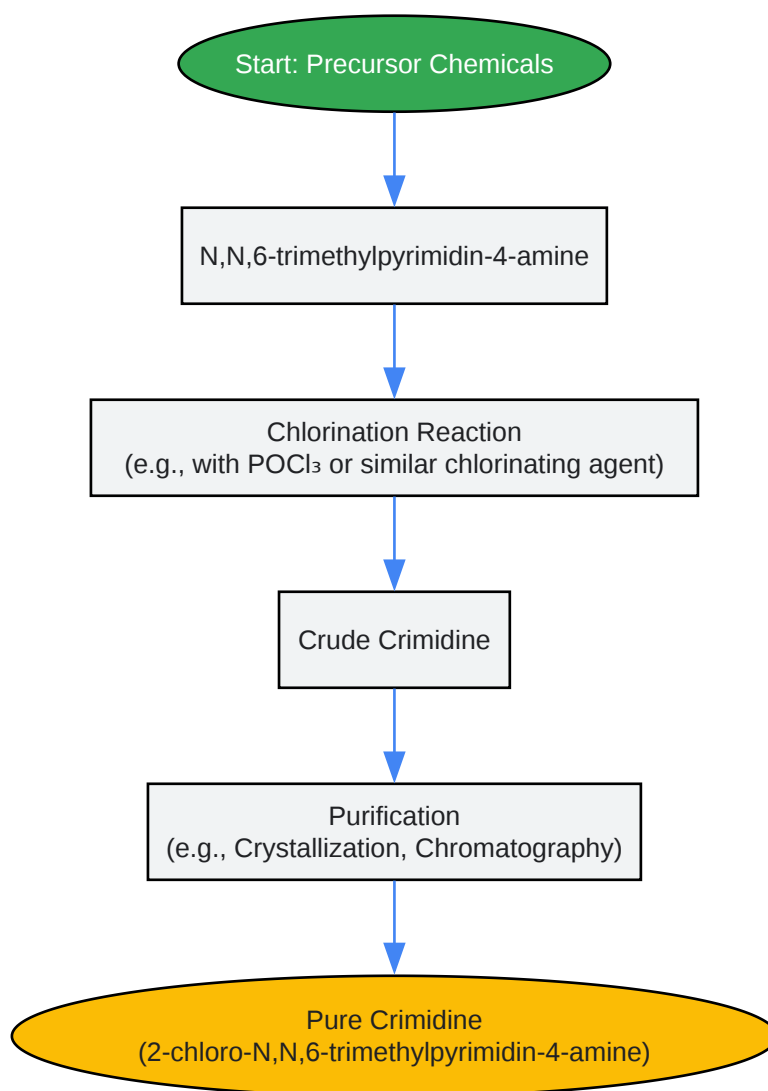 Start: Precursor Chemicals
N,N,6-trimethylpyrimidin-4-amine
Chlorination Reaction
(e.g., with POCl₃ or similar chlorinating agent)
Crude Crimidine
Purification
(e.g., Crystallization, Chromatography)
Pure Crimidine
(2-chloro-N,N,6-trimethylpyrimidin-4-amine)